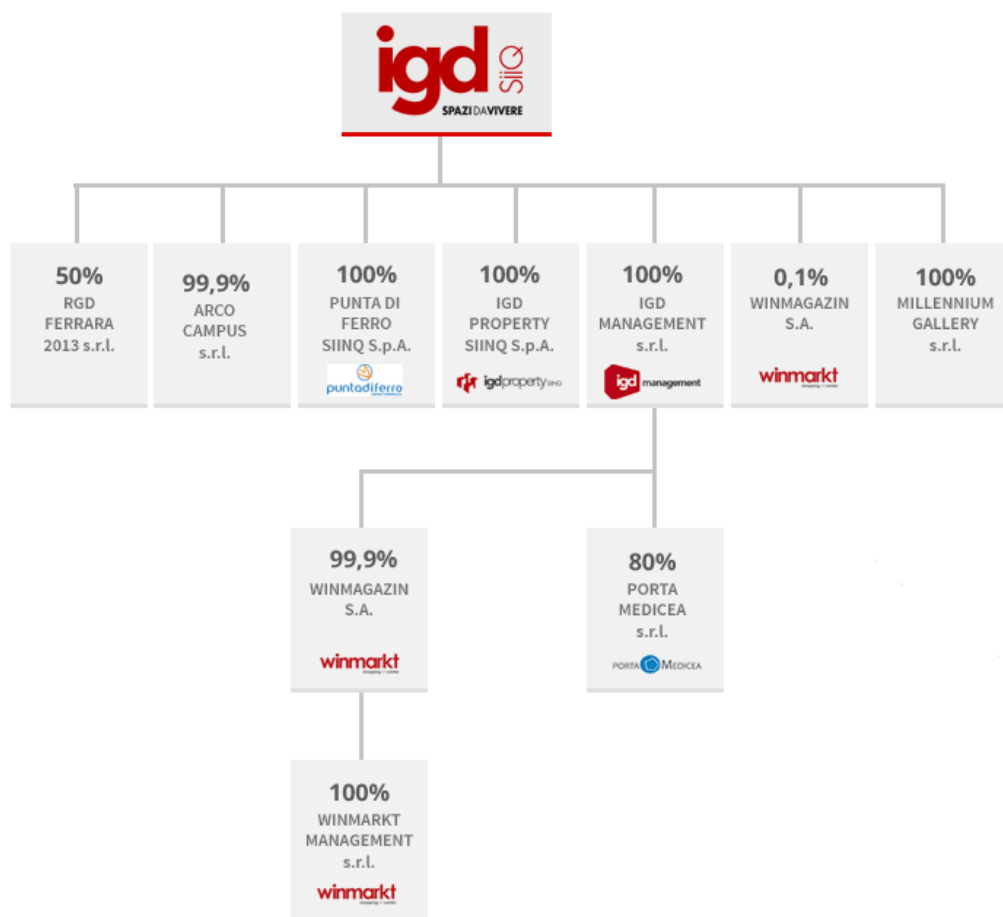 igd SiiQ
SPAZI DA VIVERE
50%
RGD
FERRARA
2013 s.r.l.
99,9%
ARCO
CAMPUS
s.r.l.
100%
PUNTA DI
FERRO
SIINQ S.p.A.
puntadiferro
100%
IGD
PROPERTY
SIINQ S.p.A.
igdproperty SIINQ
100%
IGD
MANAGEMENT
s.r.l.
igd management
0,1%
WINMAGAZIN
S.A.
winmarkt
100%
MILLENNIUM
GALLERY
s.r.l.
99,9%
WINMAGAZIN
S.A.
winmarkt
80%
PORTA
MEDICEA
s.r.l.
PORTA MEDICEA
100%
WINMARKT
MANAGEMENT
s.r.l.
winmarkt